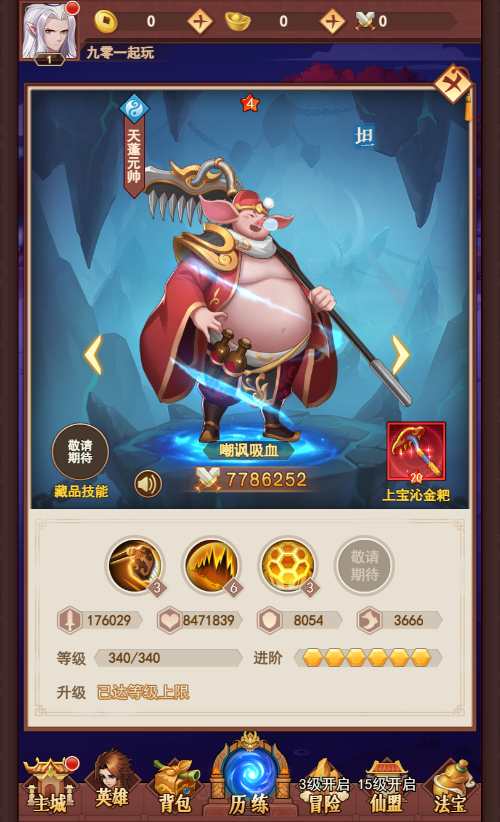 0
0
0
1
九零一起玩
4
天蓬元帅
坦
嘲讽吸血
敬请
期待
藏品技能
7786252
20
上宝沁金耙
3
6
3
敬请
期待
176029
8471839
8054
3666
等级
340/340
进阶
升级
已达等级上限
主城
英雄
背包
历练
3级开启
冒险
15级开启
仙盟
法宝